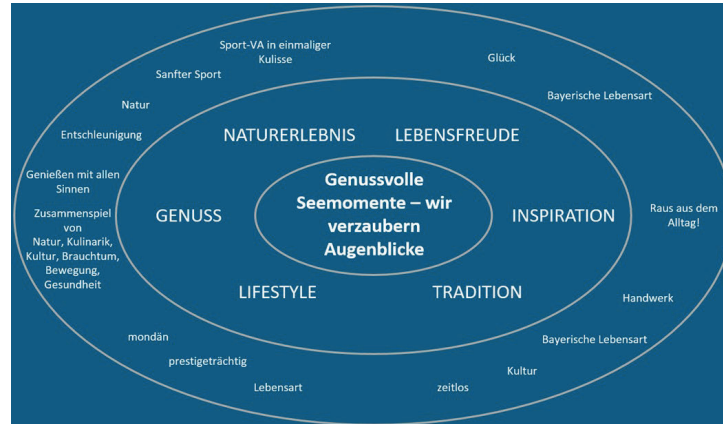 Sport-VA in einmaliger
Kulisse
Glück
Sanfter Sport
Bayerische Lebensart
Natur
Entschleunigung
NATURERLEBNIS
LEBENSFREUDE
Genießen mit allen
Sinnen
Genussvolle
Seemomente – wir
verzaubern
Augenblicke
Zusammenspiel
von
Natur, Kulinarik,
Kultur, Brauchtum,
Bewegung,
Gesundheit
GENUSS
INSPIRATION
Raus aus dem
Alltag!
LIFESTYLE
TRADITION
Handwerk
mondän
Bayerische Lebensart
prestigeträchtig
Kultur
Lebensart
zeitlos